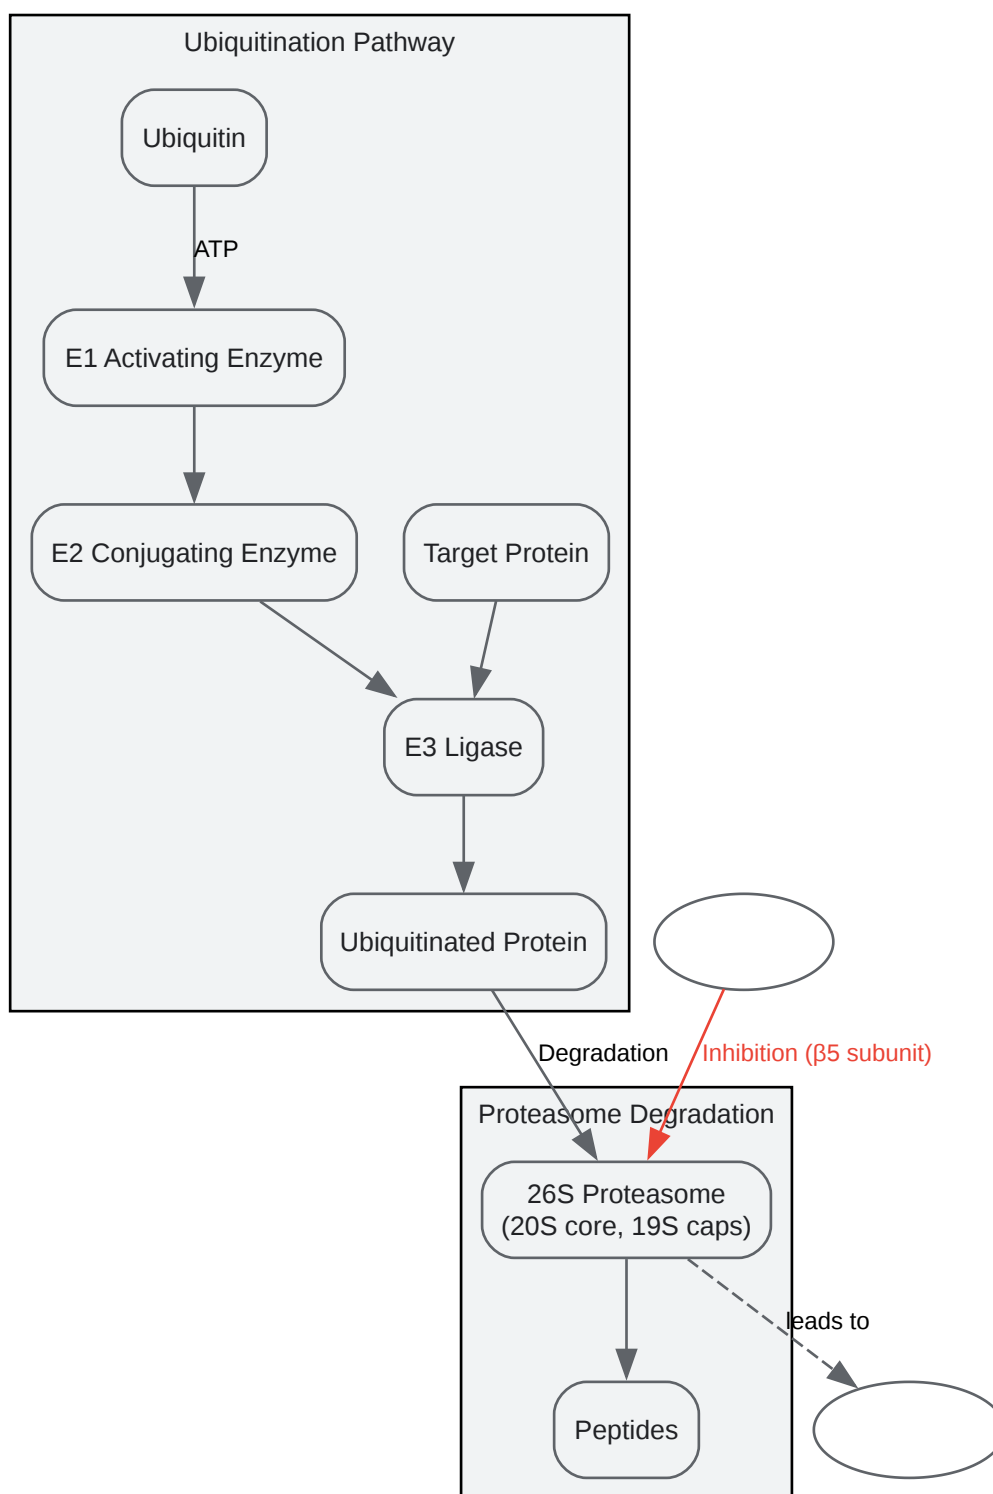 Ubiquitination Pathway
Ubiquitin
ATP
E1 Activating Enzyme
E2 Conjugating Enzyme
Target Protein
E3 Ligase
Ubiquitinated Protein
Degradation
Inhibition (β5 subunit)
Proteasome Degradation
26S Proteasome
(20S core, 19S caps)
leads to
Peptides